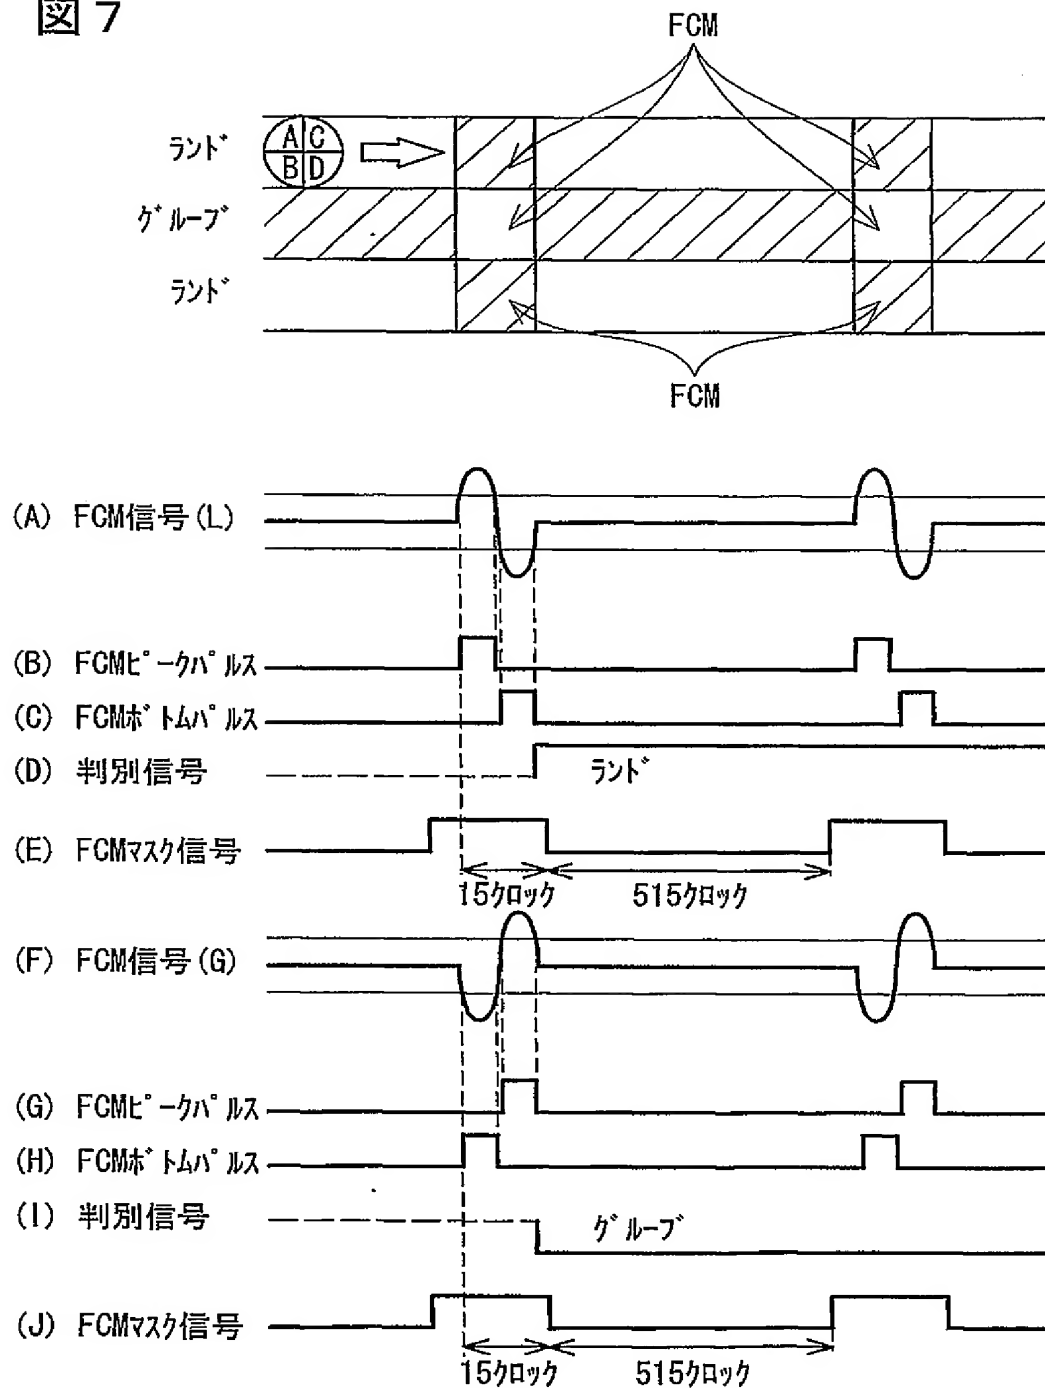 図7
FCM
ランド
A C
B D
グループ
ランド
FCM
(A) FCM信号(L)
(B) FCMピークパルス
(C) FCMボトムパルス
(D) 判別信号
ランド
(E) FCMマスク信号
15クロック
515クロック
(F) FCM信号(G)
(G) FCMピークパルス
(H) FCMボトムパルス
(I) 判別信号
グループ
(J) FCMマスク信号
15クロック
515クロック